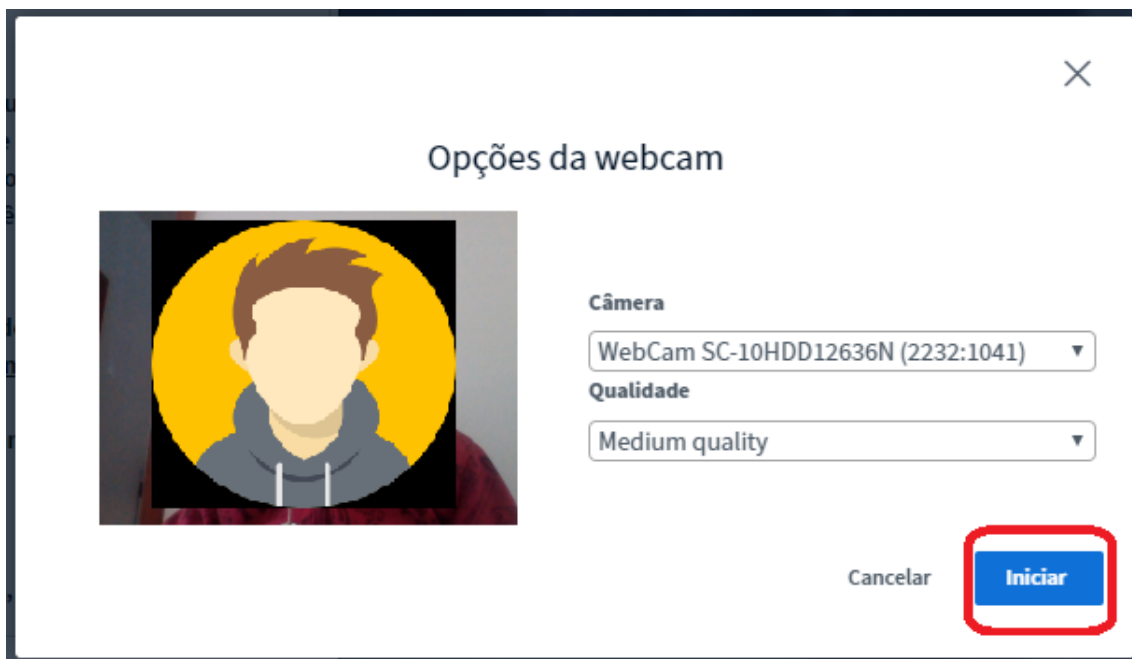 Opções da webcam
Câmera
WebCam SC-10HDD12636N (2232:1041)
Qualidade
Medium quality
Cancelar
Iniciar